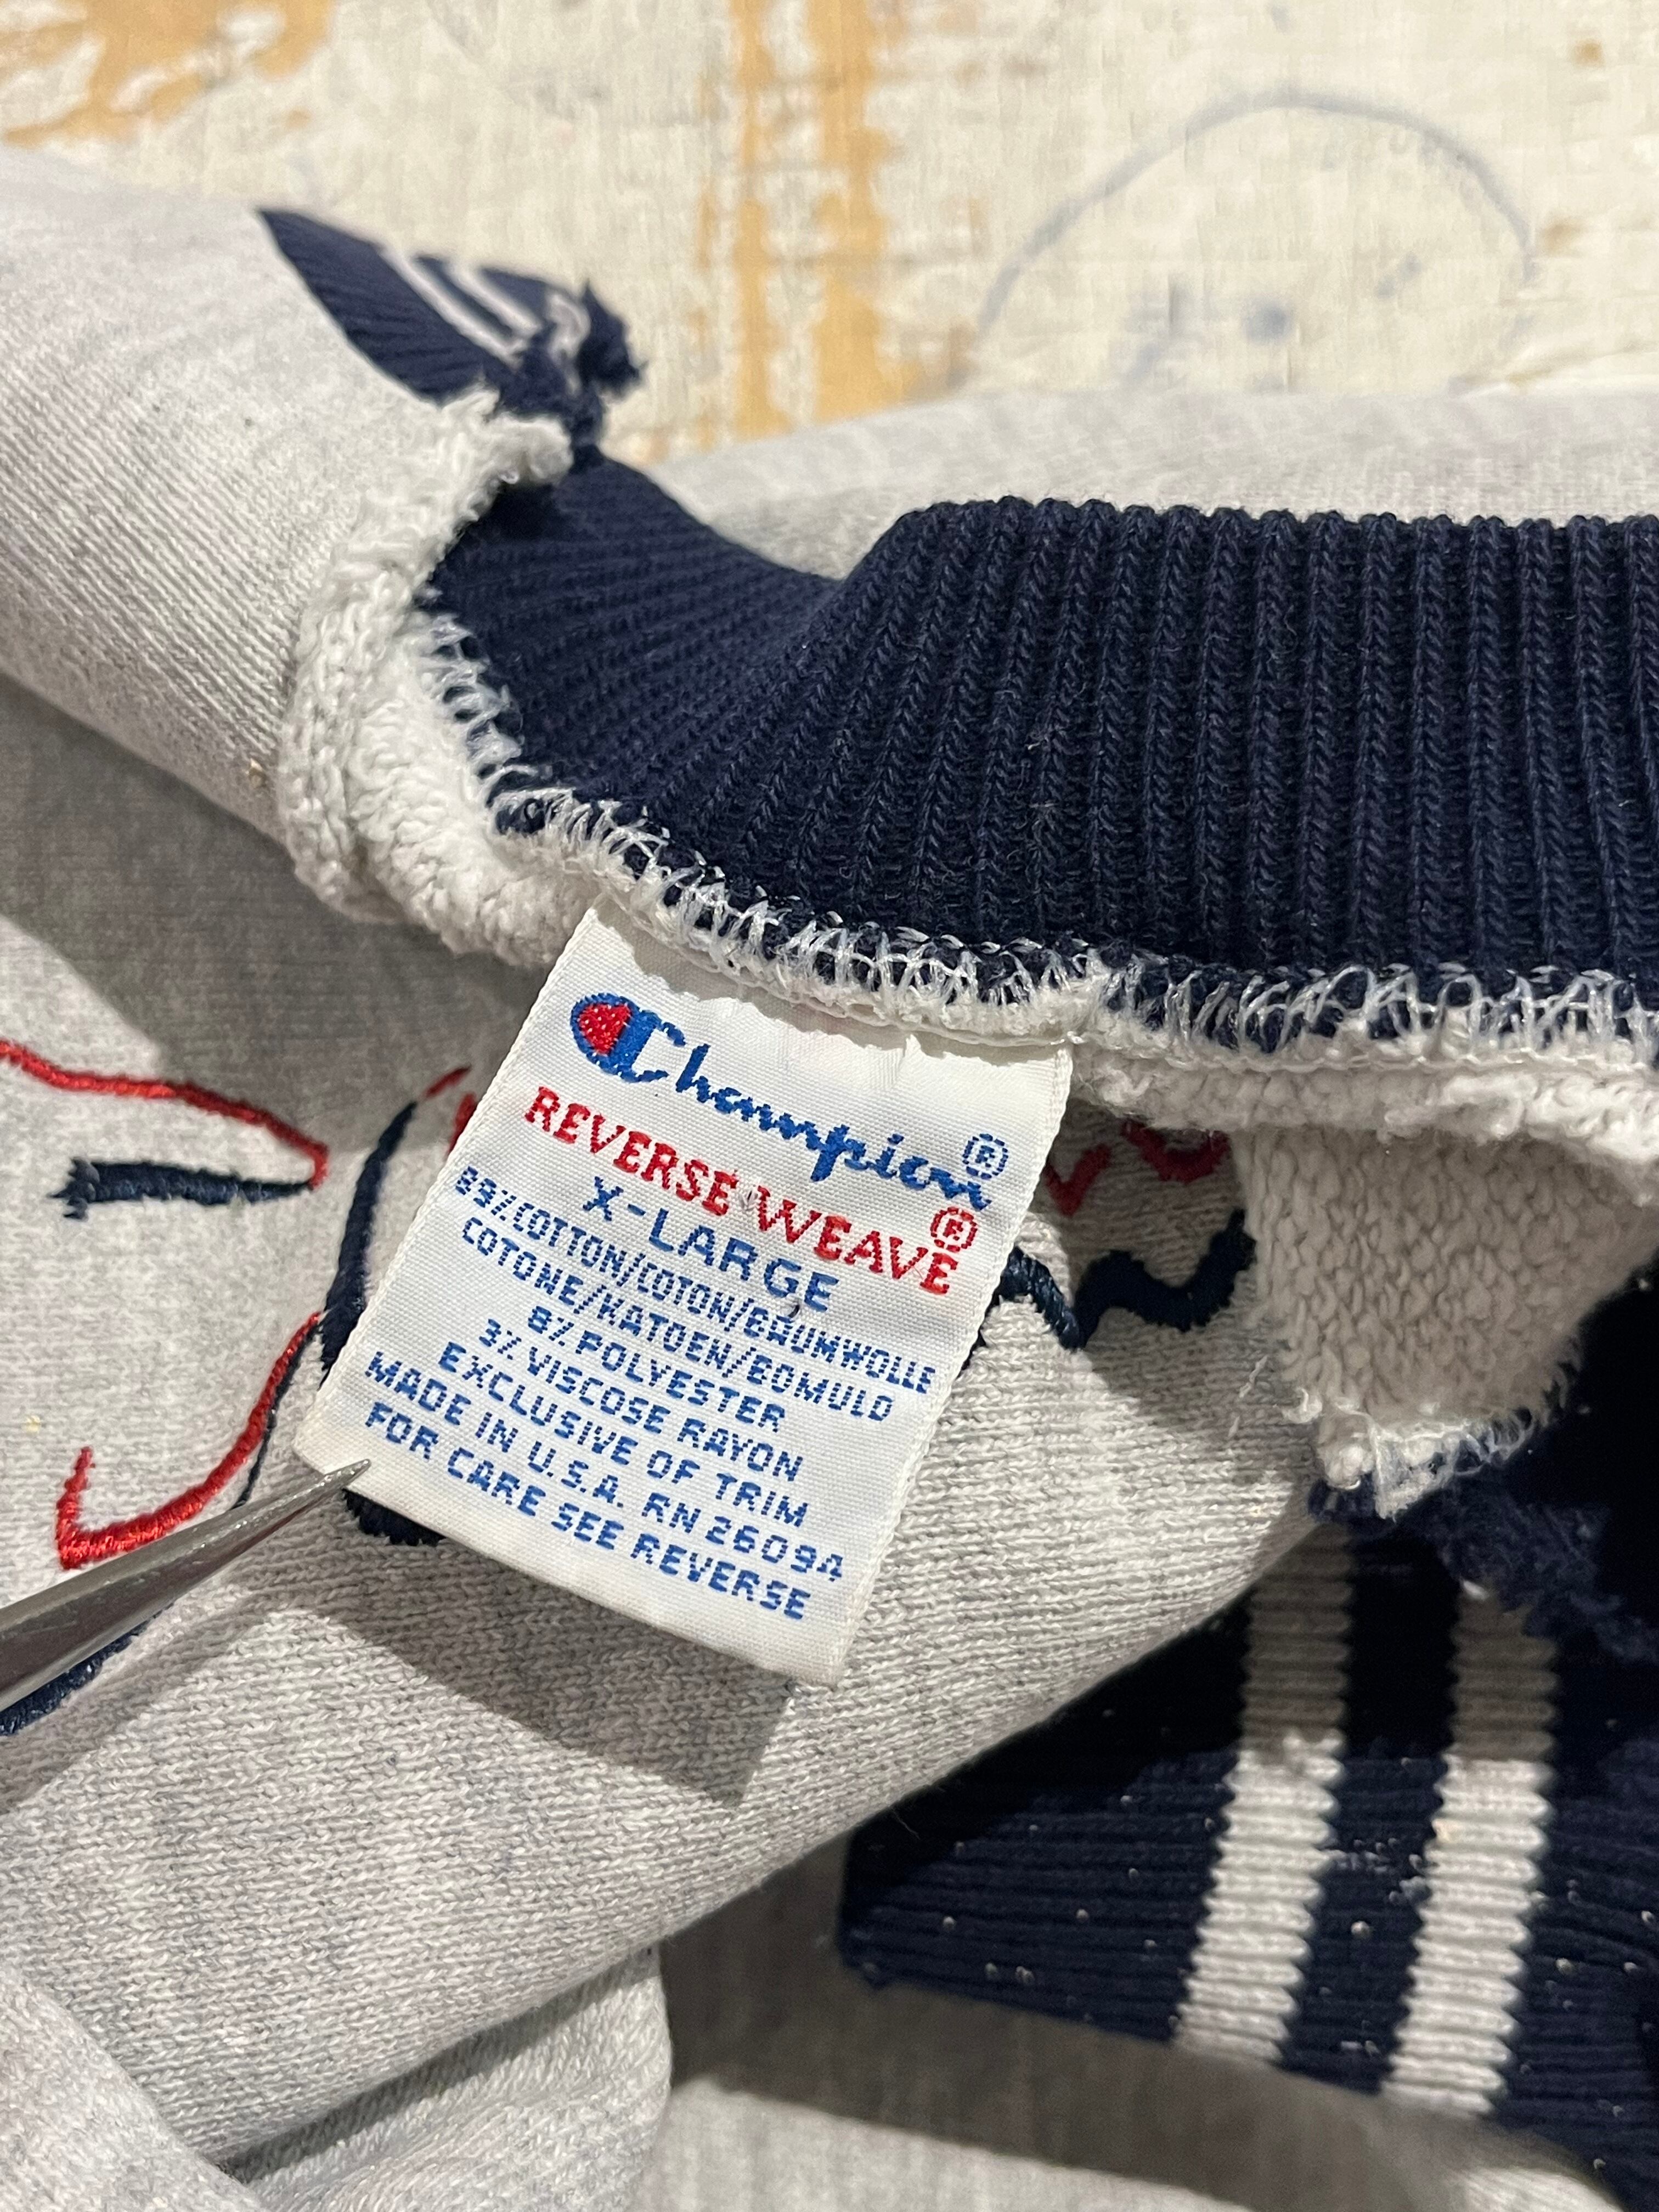 Champion®
REVERSE WEAVE®
X-LARGE
89% COTTON/COTON/BAUMWOLLE
COTONE/KATOEN/BOMULD
8% POLYESTER
3% VISCOSE RAYON
EXCLUSIVE OF TRIM
MADE IN U.S.A. RN 26094
FOR CARE SEE REVERSE